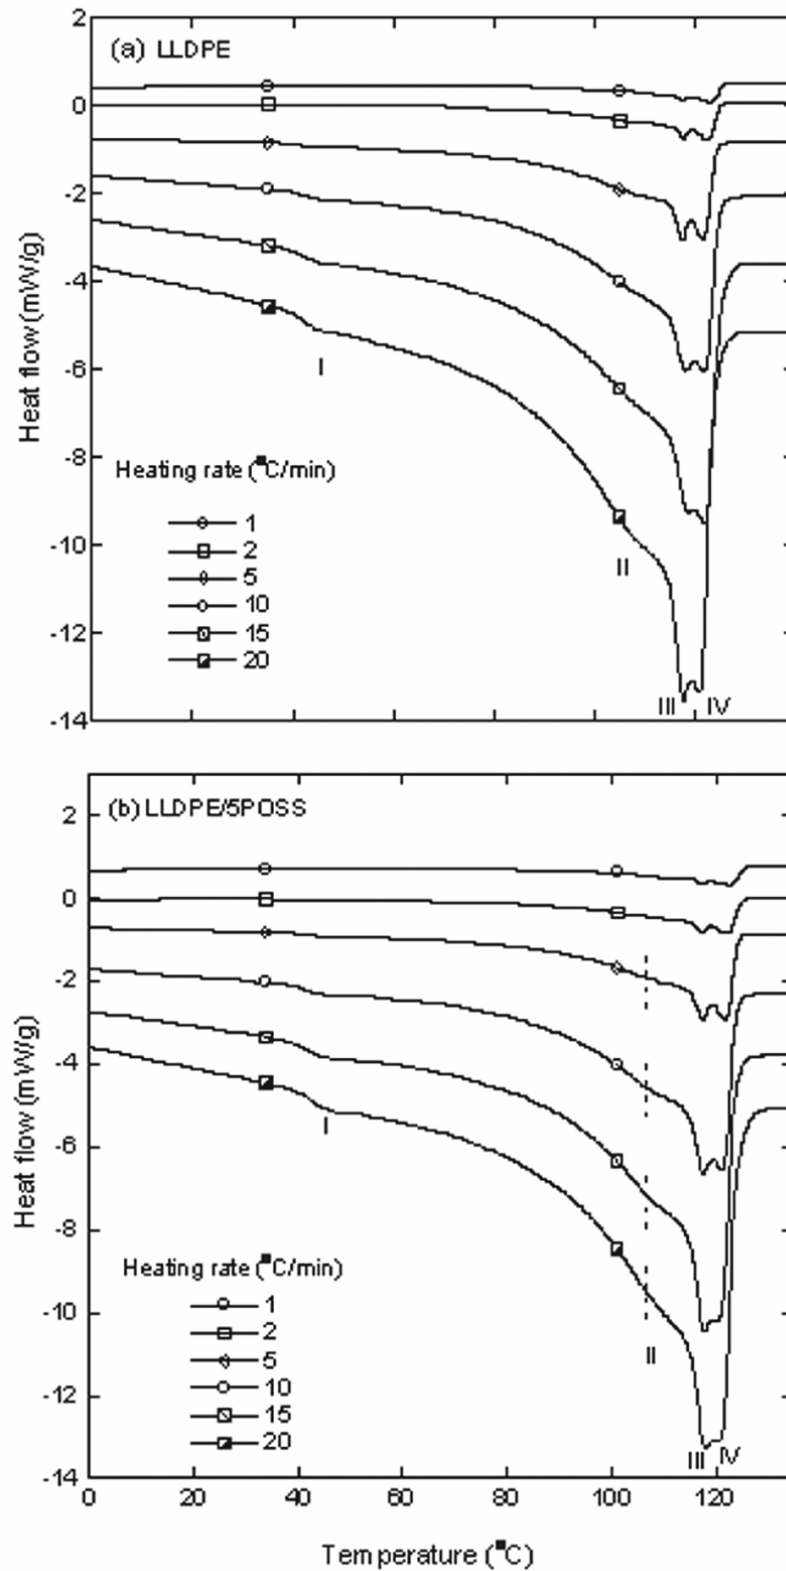 2
(a) LLDPE
0
-2
-4
-6
-8
-10
-12
-14
Heat flow (mW/g)
I
II
III IV
Heating rate (■C/min)
1
2
5
10
15
20
2
(b) LLDPE/5POSS
0
-2
-4
-6
-8
-10
-12
-14
Heat flow (mW/g)
I
II
III IV
Heating rate (■C/min)
1
2
5
10
15
20
0 20 40 60 80 100 120
Temperature (■C)